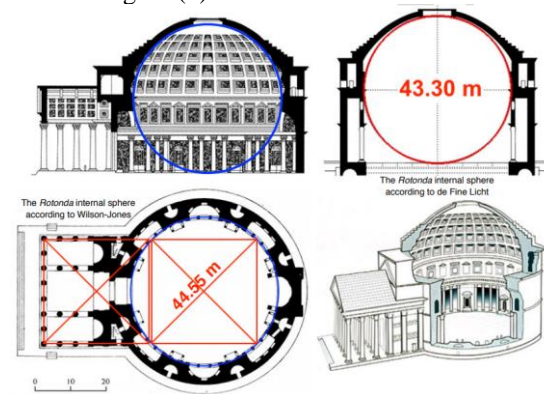 43.30 m
The Rotonda internal sphere
according to de Fine Licht
The Rotonda internal sphere
according to Wilson-Jones
44.55 m
0 10 20